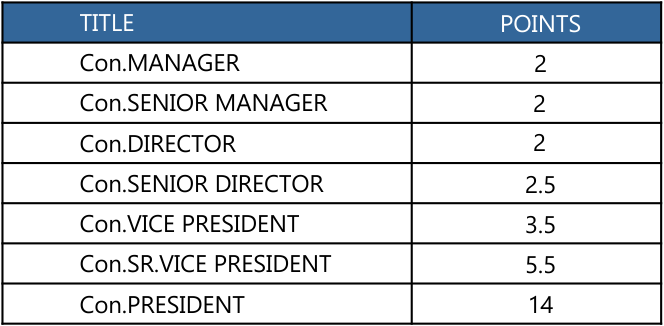 TITLE POINTS
Con.MANAGER 2
Con.SENIOR MANAGER 2
Con.DIRECTOR 2
Con.SENIOR DIRECTOR 2.5
Con.VICE PRESIDENT 3.5
Con.SR.VICE PRESIDENT 5.5
Con.PRESIDENT 14